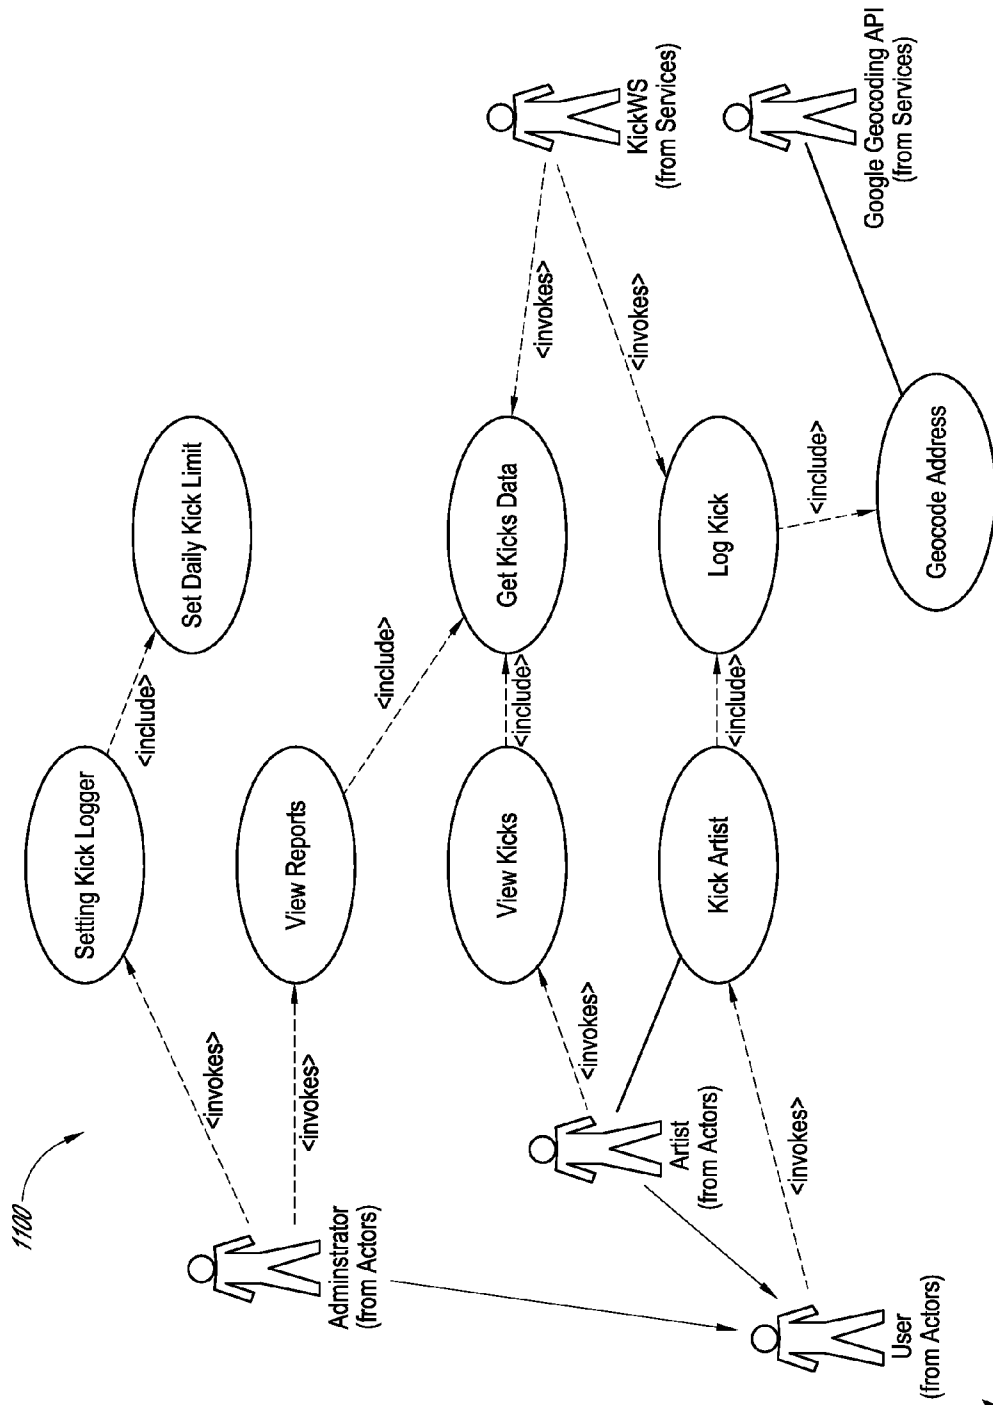 1100
Setting Kick Logger
<include>
Set Daily Kick Limit
<invokes>
Adminstrator
(from Actors)
<invokes>
View Reports
<include>
Get Kicks Data
<invokes>
KickWS
(from Services)
<invokes>
View Kicks
<include>
<invokes>
Artist
(from Actors)
Kick Artist
<include>
Log Kick
<include>
Geocode Address
Google Geocoding API
(from Services)
<invokes>
User
(from Actors)